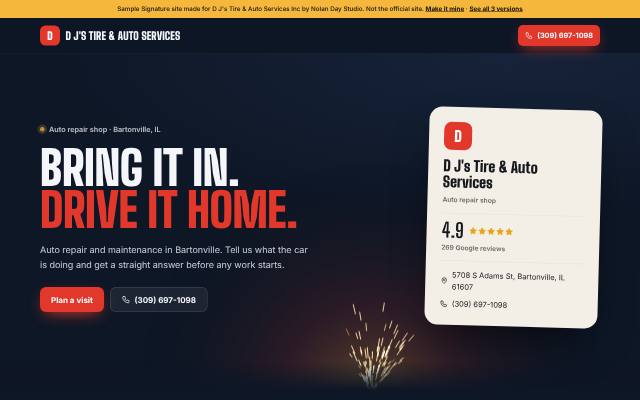 Sample Signature site made for D J's Tire & Auto Services Inc by Nolan Day Studio. Not the official site. Make it mine · See all 3 versions
D D J'S TIRE & AUTO SERVICES
(309) 697-1098
Auto repair shop · Bartonville, IL
BRING IT IN.
DRIVE IT HOME.
Auto repair and maintenance in Bartonville. Tell us what the car
is doing and get a straight answer before any work starts.
Plan a visit
(309) 697-1098
D
D J's Tire & Auto
Services
Auto repair shop
4.9 ★★★★★
269 Google reviews
5708 S Adams St, Bartonville, IL
61607
(309) 697-1098